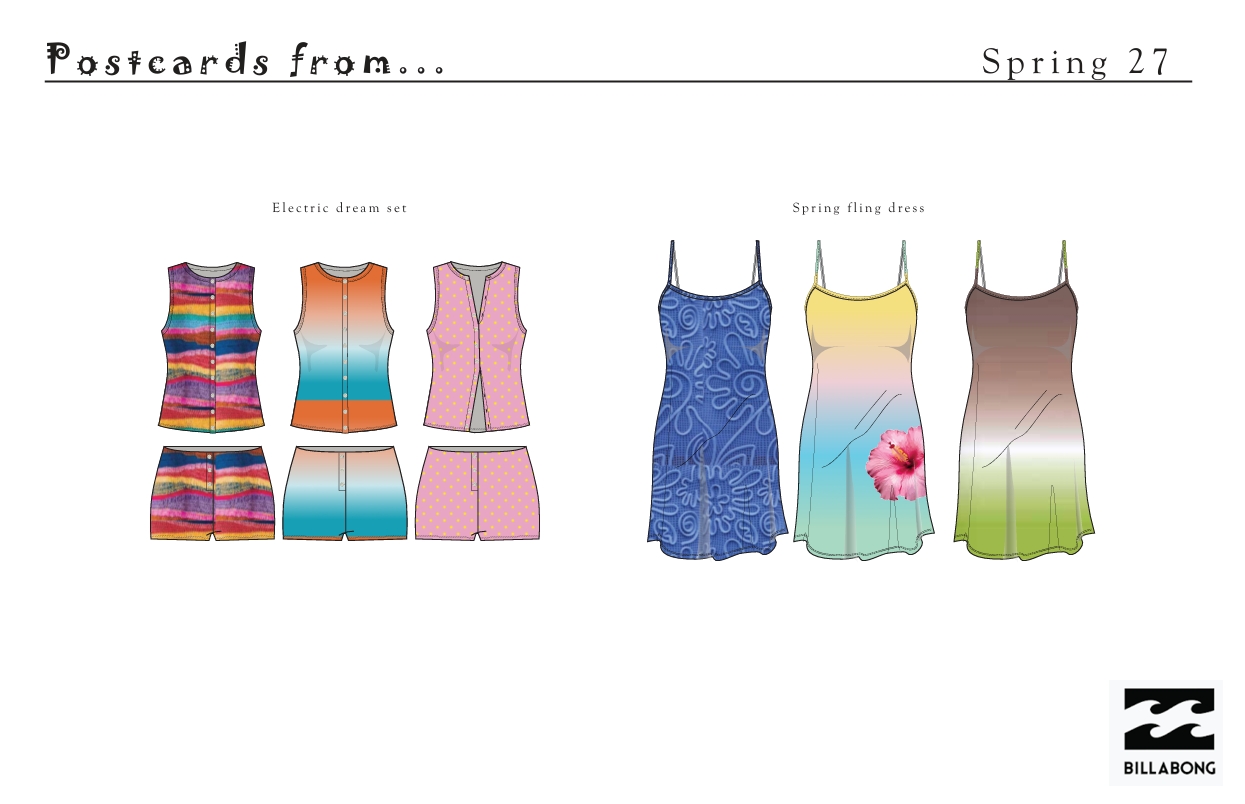 Postcards from...
Spring 27
Electric dream set
Spring fling dress
BILLABONG